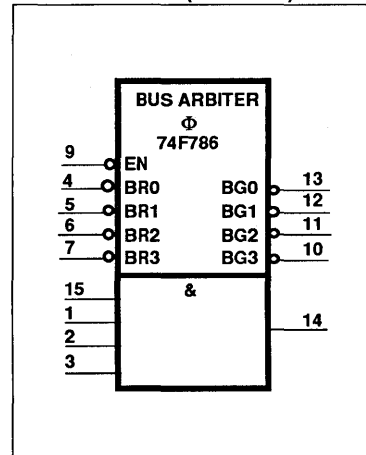 BUS ARBITER
Φ
74F786
9 EN
4 BR0 BG0 13
5 BR1 BG1 12
6 BR2 BG2 11
7 BR3 BG3 10
&
15
1
14
2
3